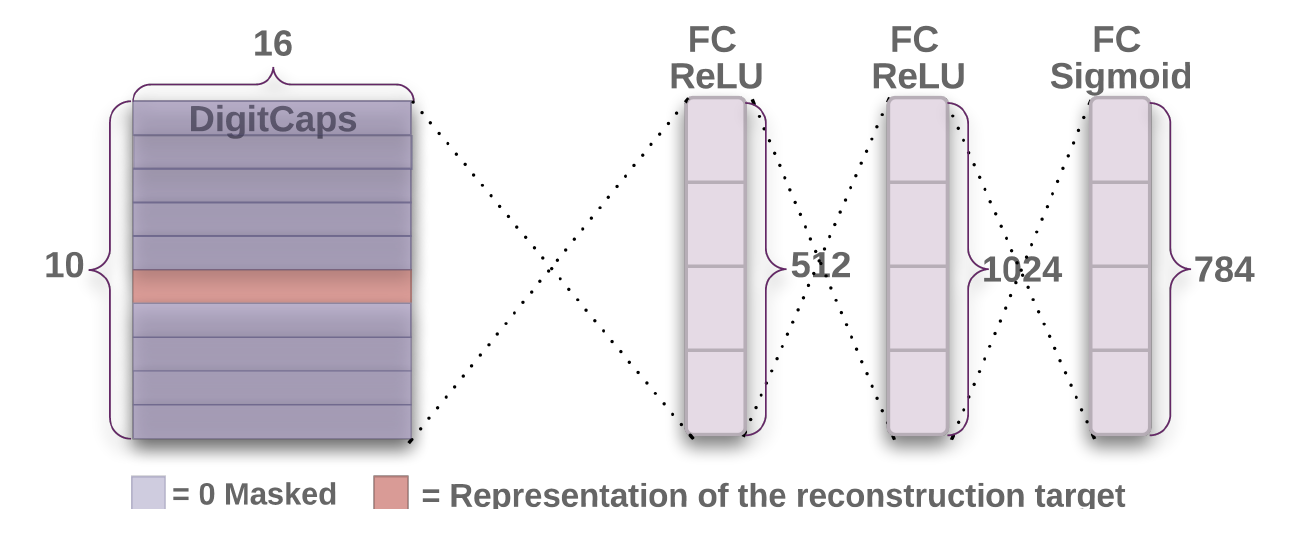 16
FC
ReLU
FC
ReLU
FC
Sigmoid
DigitCaps
10
512
1024
784
= 0 Masked
= Representation of the reconstruction target